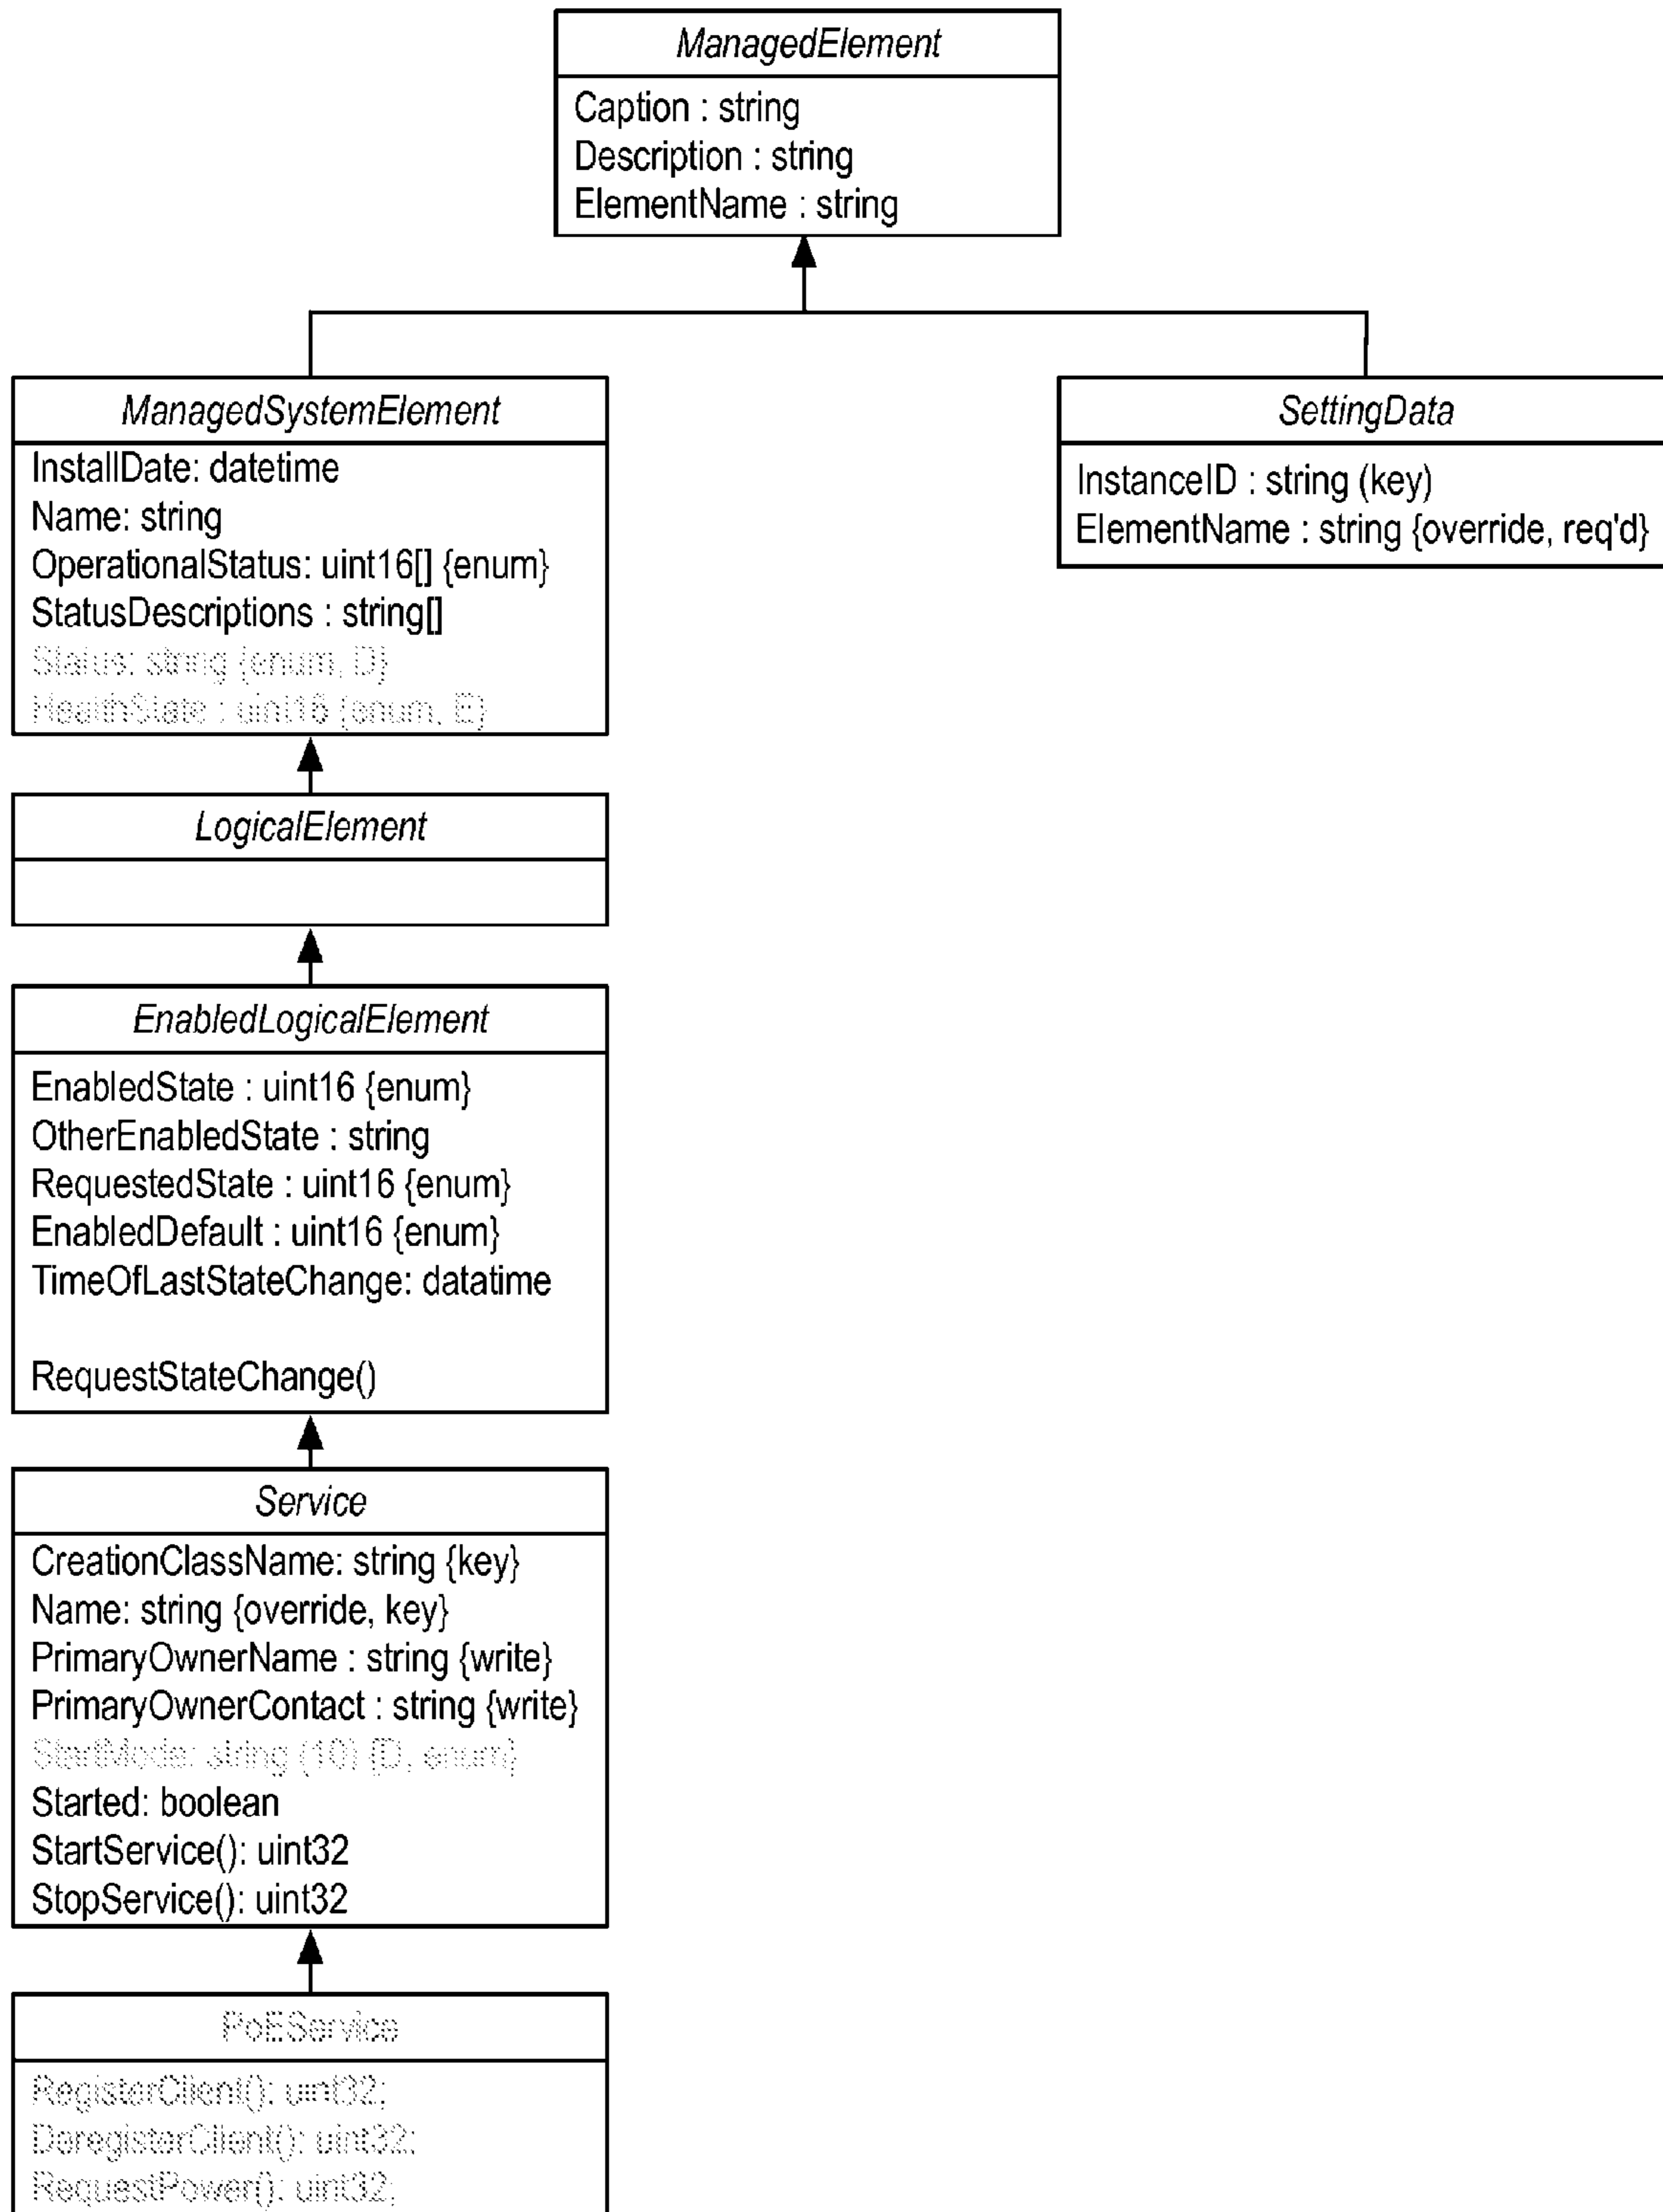 ManagedElement
Caption : string
Description : string
ElementName : string
ManagedSystemElement
InstallDate: datetime
Name: string
OperationalStatus: uint16[] {enum}
StatusDescriptions : string[]
Status: string {enum, D}
HealthState : uint16 {enum, E}
SettingData
InstanceID : string (key)
ElementName : string {override, req'd}
LogicalElement
EnabledLogicalElement
EnabledState : uint16 {enum}
OtherEnabledState : string
RequestedState : uint16 {enum}
EnabledDefault : uint16 {enum}
TimeOfLastStateChange: datatime
RequestStateChange()
Service
CreationClassName: string {key}
Name: string {override, key}
PrimaryOwnerName : string {write}
PrimaryOwnerContact : string {write}
StartMode: string (10) {D, enum}
Started: boolean
StartService(): uint32
StopService(): uint32
PoEService
RegisterClient(): uint32;
DeregisterClient(): uint32;
RequestPower(): uint32;